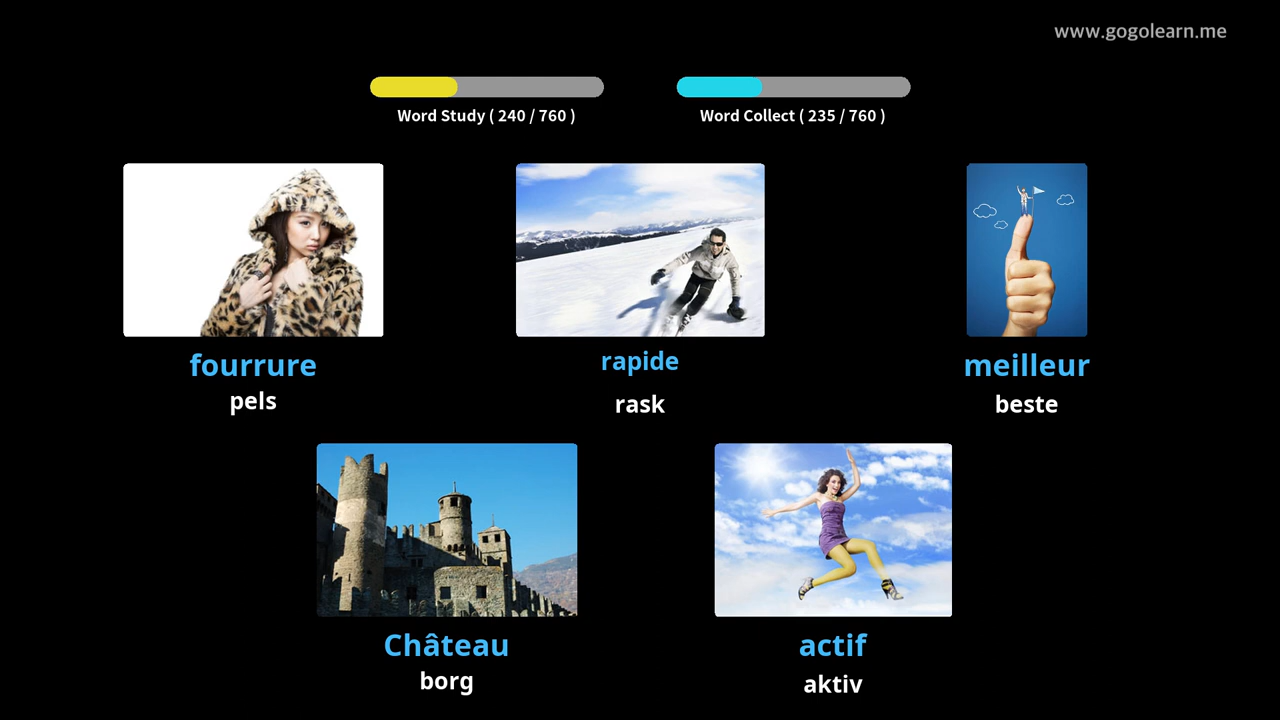 www.gogolearn.me
Word Study ( 240 / 760 )
Word Collect ( 235 / 760 )
fourrure
pels
rapide
rask
meilleur
beste
Château
borg
actif
aktiv